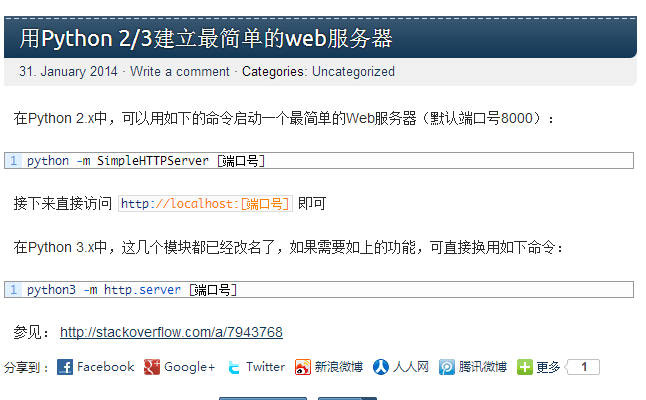 用Python 2/3建立最简单的web服务器
31. January 2014 · Write a comment · Categories: Uncategorized
在Python 2.x中，可以用如下的命令启动一个最简单的Web服务器（默认端口号8000）：
1 python -m SimpleHTTPServer [端口号]
接下来直接访问 http://localhost:[端口号] 即可
在Python 3.x中，这几个模块都已经改名了，如果需要如上的功能，可直接换用如下命令：
1 python3 -m http.server [端口号]
参见： http://stackoverflow.com/a/7943768
分享到： Facebook Google+ Twitter 新浪微博 人人网 腾讯微博 更多 1